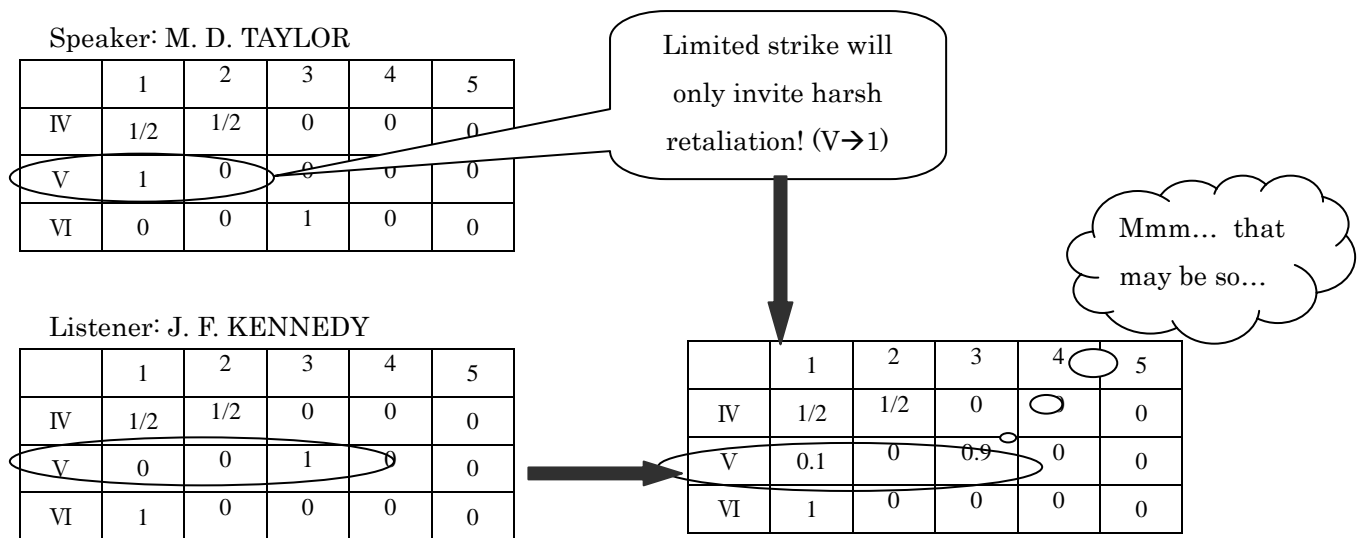 Speaker: M. D. TAYLOR
1 2 3 4 5
Ⅳ 1/2 1/2 0 0 0
Ⅴ 1 0 0 0 0
Ⅵ 0 0 1 0 0
Limited strike will
only invite harsh
retaliation! (V→1)
Mmm… that
may be so…
Listener: J. F. KENNEDY
1 2 3 4 5
Ⅳ 1/2 1/2 0 0 0
Ⅴ 0 0 1 0 0
Ⅵ 1 0 0 0 0
1 2 3 4 5
Ⅳ 1/2 1/2 0 0 0
Ⅴ 0.1 0 0.9 0 0
Ⅵ 1 0 0 0 0